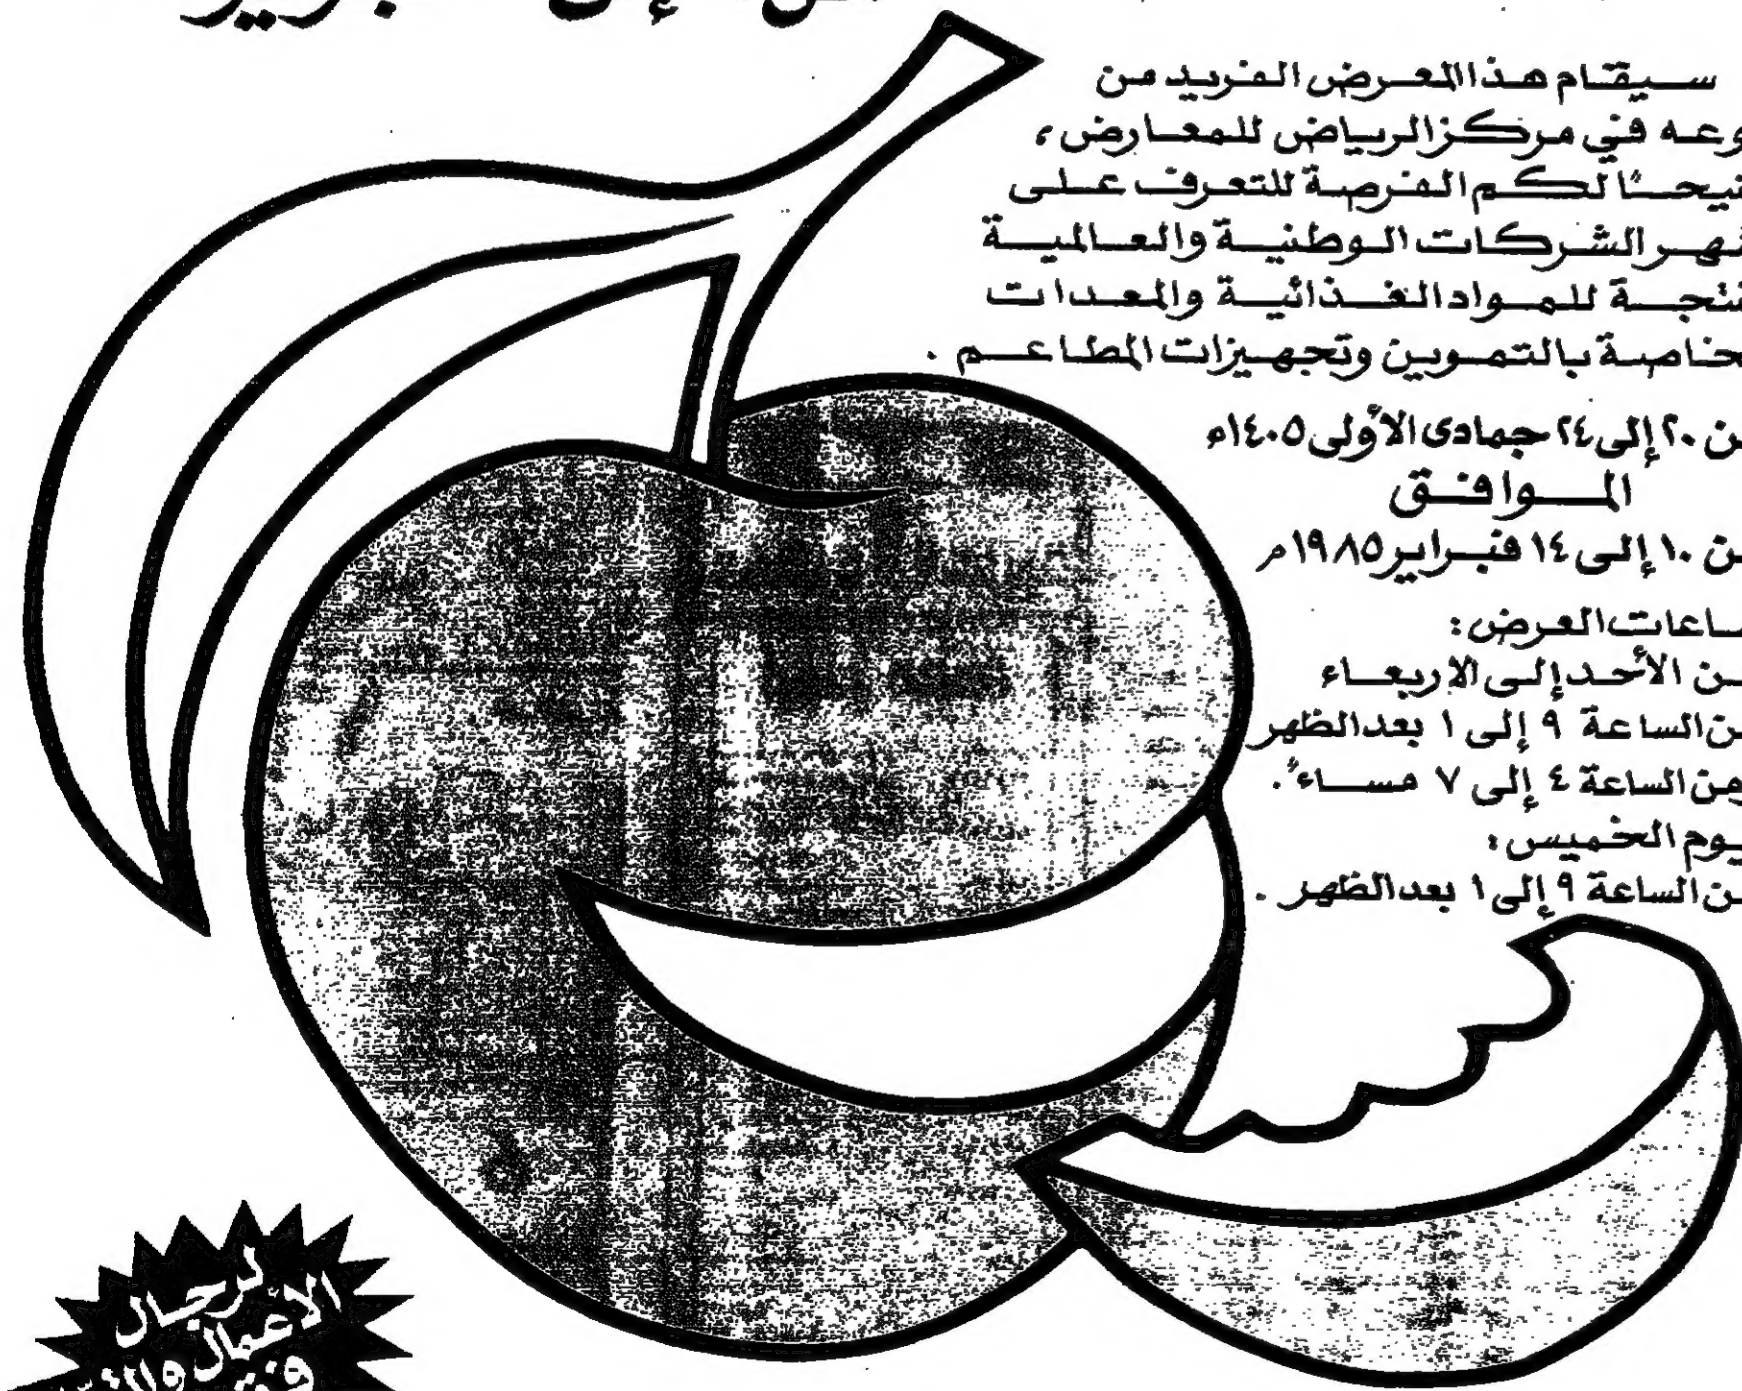 سيقام هذا المعرض الفريد من
وعه في مركز الرياض للمعارض،
تيحًا لكم الفرصة للتعرف على
شهر الشركات الوطنية والعالمية
نتجة للمواد الغذائية والمعدات
خاصة بالتموين وتجهيزات المطاعم .
ن ٢٠ إلى ٢٤ جمادى الأولى ١٤٠٥ه
الموافق
ن ١٠ إلى ١٤ فبراير ١٩٨٥م
ساعات العرض:
ن الأحد إلى الاربعاء
ن الساعة ٩ إلى ١ بعد الظهر
ومن الساعة ٤ إلى ٧ مساءً.
يوم الخميس:
ن الساعة ٩ إلى ١ بعد الظهر .
لرجال
الأعمال